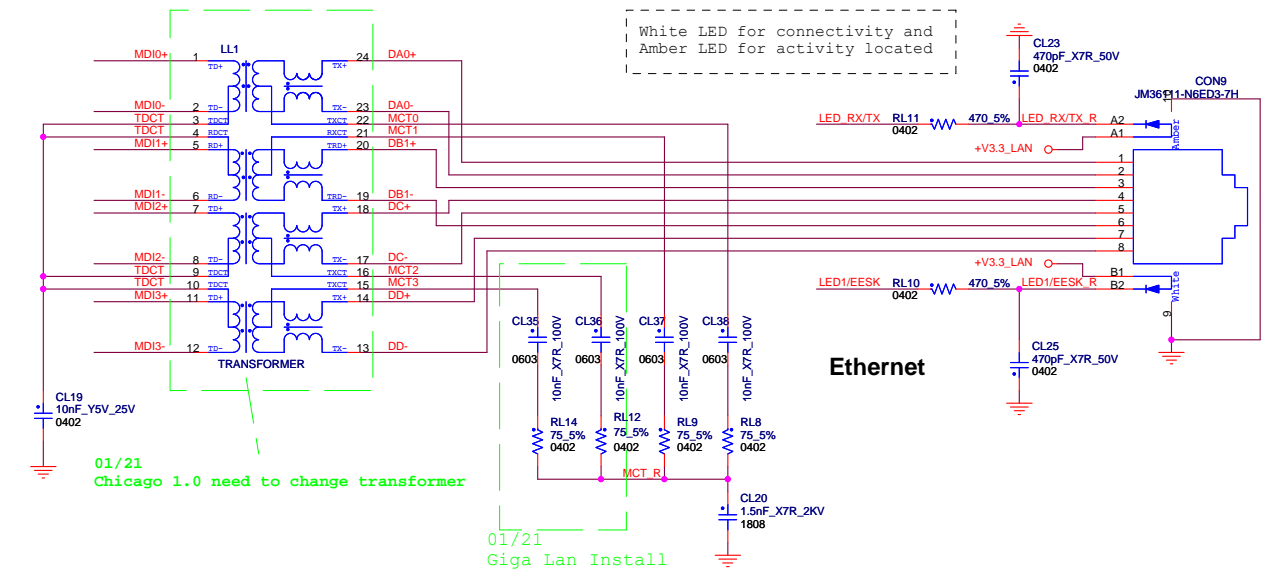 White LED for connectivity and
Amber LED for activity located
LL1
TRANSFORMER
MDI0+ 1 TD+ TX+ 24 DA0+
MDI0- 2 TD- TX- 23 DA0-
TDCT 3 TDCT TXCT 22 MCT0
TDCT 4 RDCT RXCT 21 MCT1
MDI1+ 5 RD+ TRD+ 20 DB1+
MDI1- 6 RD- TRD- 19 DB1-
MDI2+ 7 TD+ TX+ 18 DC+
MDI2- 8 TD- TX- 17 DC-
TDCT 9 TDCT TXCT 16 MCT2
TDCT 10 TDCT TXCT 15 MCT3
MDI3+ 11 TD+ TX+ 14 DD+
MDI3- 12 TD- TX- 13 DD-
CL19
10nF_Y5V_25V
0402
01/21
Chicago 1.0 need to change transformer
CL23
470pF_X7R_50V
0402
CON9
JM36111-N6ED3-7H
LED_RX/TX RL11 470_5% LED_RX/TX_R A2
0402
+V3.3_LAN A1
Amber
1
2
3
4
5
6
7
8
+V3.3_LAN B1
LED1/EESK RL10 470_5% LED1/EESK_R B2
0402
White
9
CL25
470pF_X7R_50V
0402
Ethernet
CL35
10nF_X7R_100V
0603
CL36
10nF_X7R_100V
0603
CL37
10nF_X7R_100V
0603
CL38
10nF_X7R_100V
0603
RL14
75_5%
0402
RL12
75_5%
0402
RL9
75_5%
0402
RL8
75_5%
0402
MCT_R
CL20
1.5nF_X7R_2KV
1808
01/21
Giga Lan Install